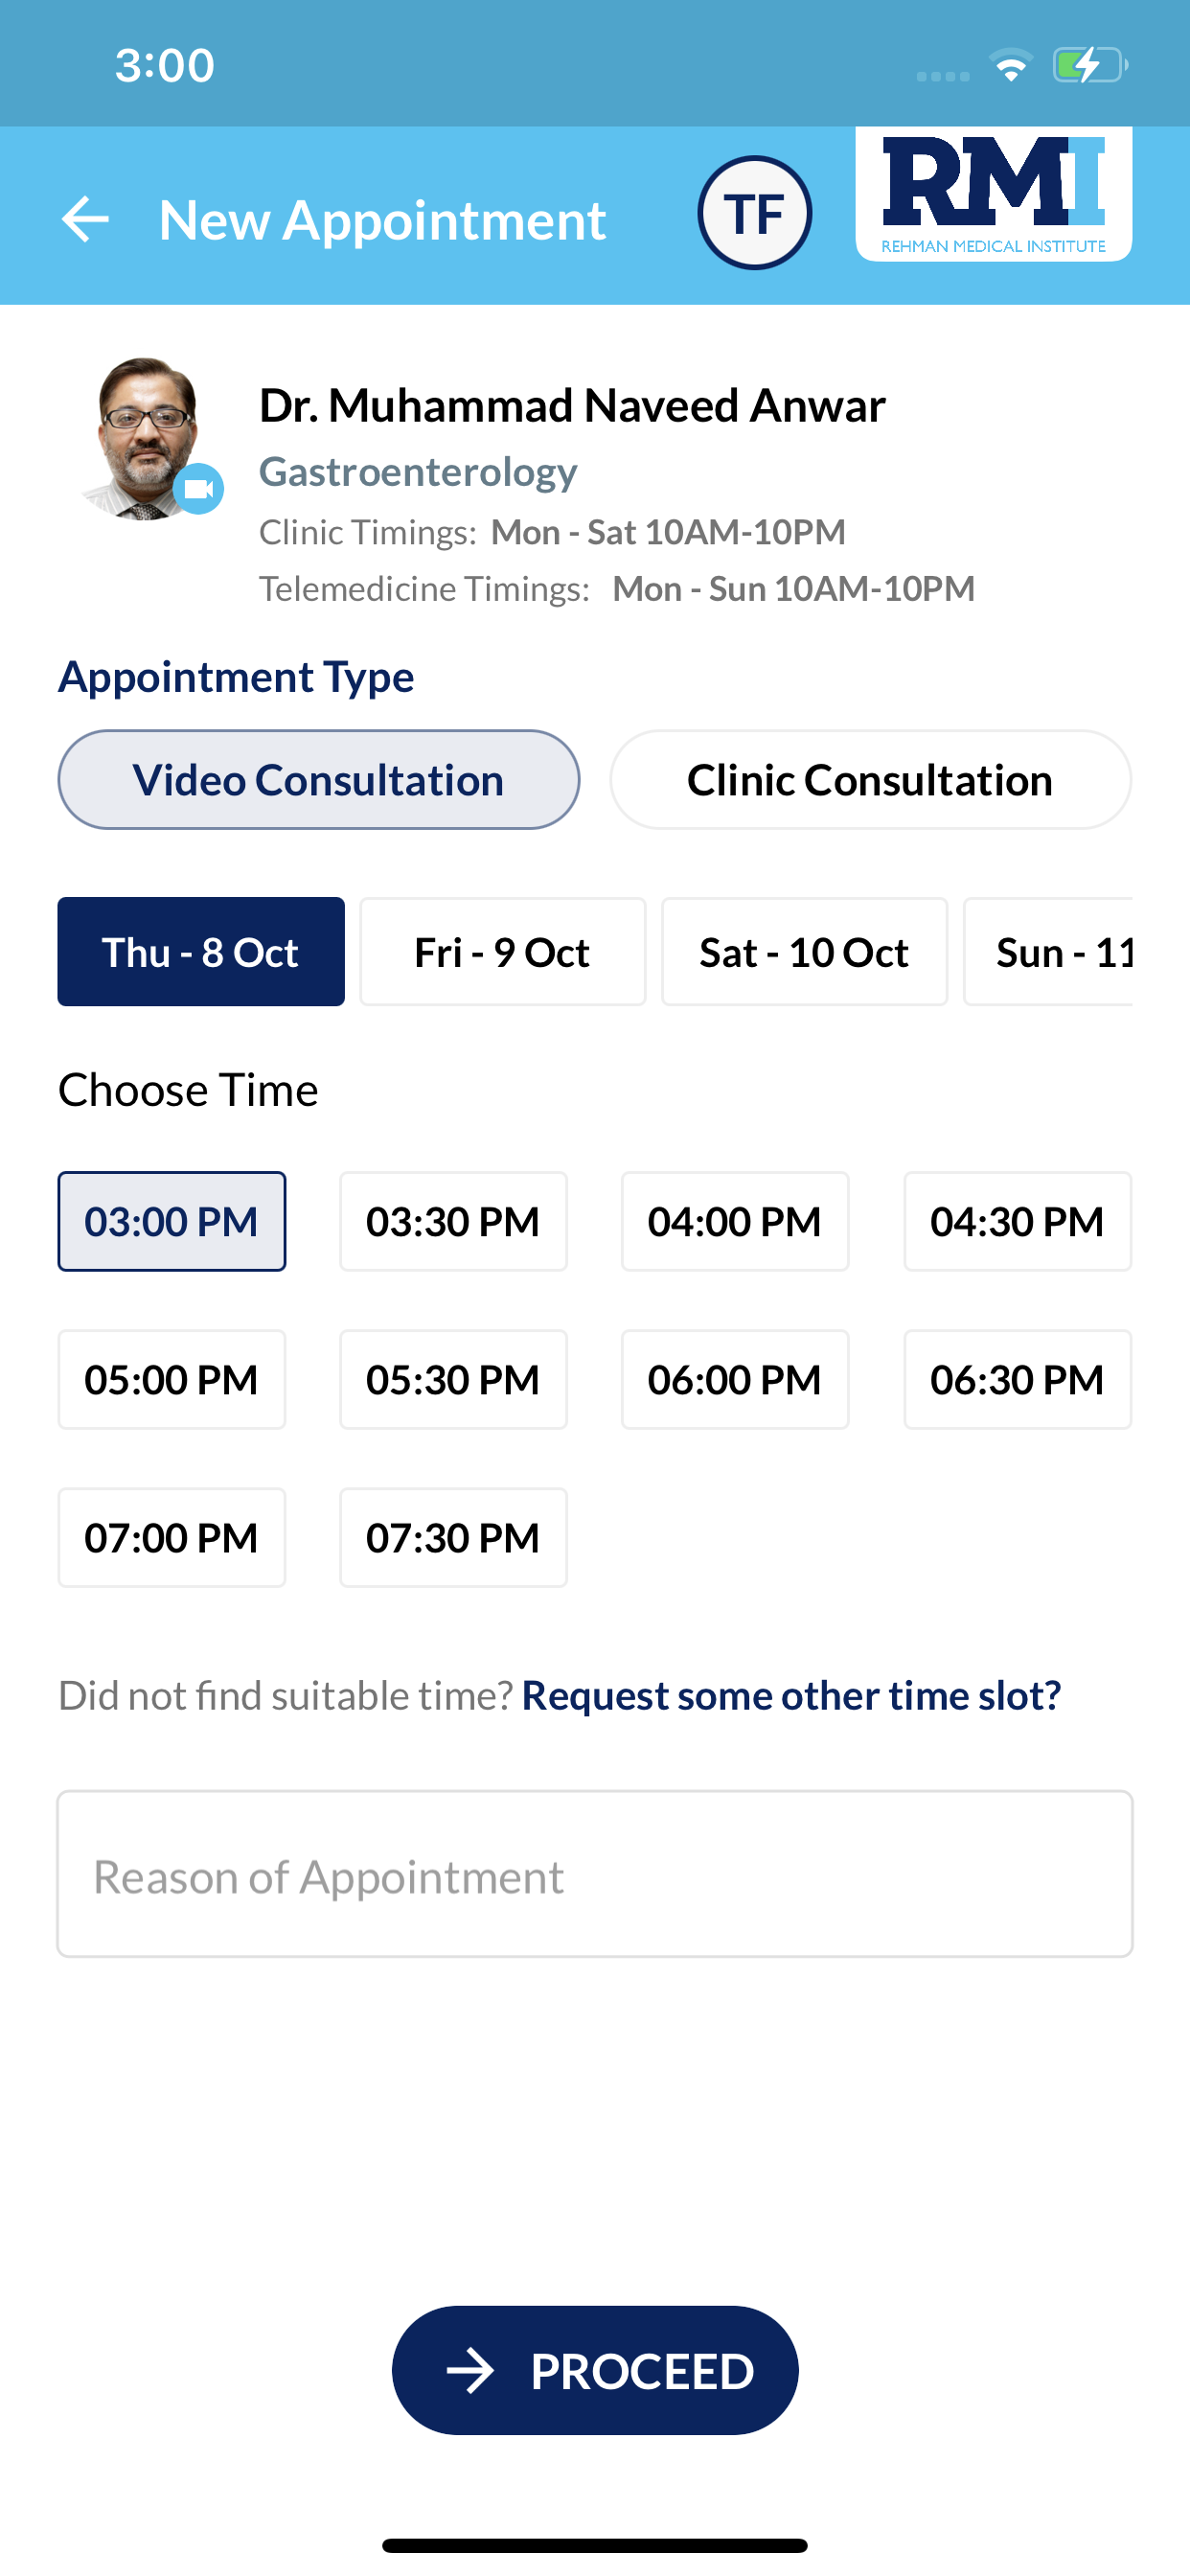 3:00
New Appointment
TF
RMI
REHMAN MEDICAL INSTITUTE
Dr. Muhammad Naveed Anwar
Gastroenterology
Clinic Timings: Mon - Sat 10AM-10PM
Telemedicine Timings: Mon - Sun 10AM-10PM
Appointment Type
Video Consultation Clinic Consultation
Thu - 8 Oct Fri - 9 Oct Sat - 10 Oct Sun - 11
Choose Time
03:00 PM 03:30 PM 04:00 PM 04:30 PM
05:00 PM 05:30 PM 06:00 PM 06:30 PM
07:00 PM 07:30 PM
Did not find suitable time? Request some other time slot?
Reason of Appointment
PROCEED